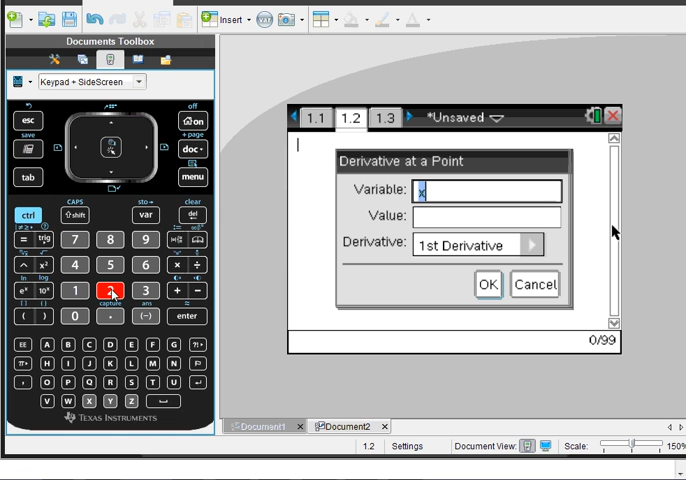 Insert
Documents Toolbox
Keypad + SideScreen
off
esc
on
save
+ page
doc
tab
menu
CAPS
sto→
clear
ctrl
shift
var
del
=
trig
7
8
9
^
x²
4
5
6
×
÷
ln
log
eˣ
10ˣ
1
2
3
+
−
capture
ans
(
)
0
.
(−)
enter
EE
A
B
C
D
E
F
G
?!▸
π▸
H
I
J
K
L
M
N
,
O
P
Q
R
S
T
U
V
W
X
Y
Z
TEXAS INSTRUMENTS
1.1
1.2
1.3
*Unsaved
Derivative at a Point
Variable:
x
Value:
Derivative:
1st Derivative
OK
Cancel
0/99
Document1
Document2
1.2
Settings
Document View:
Scale:
150%